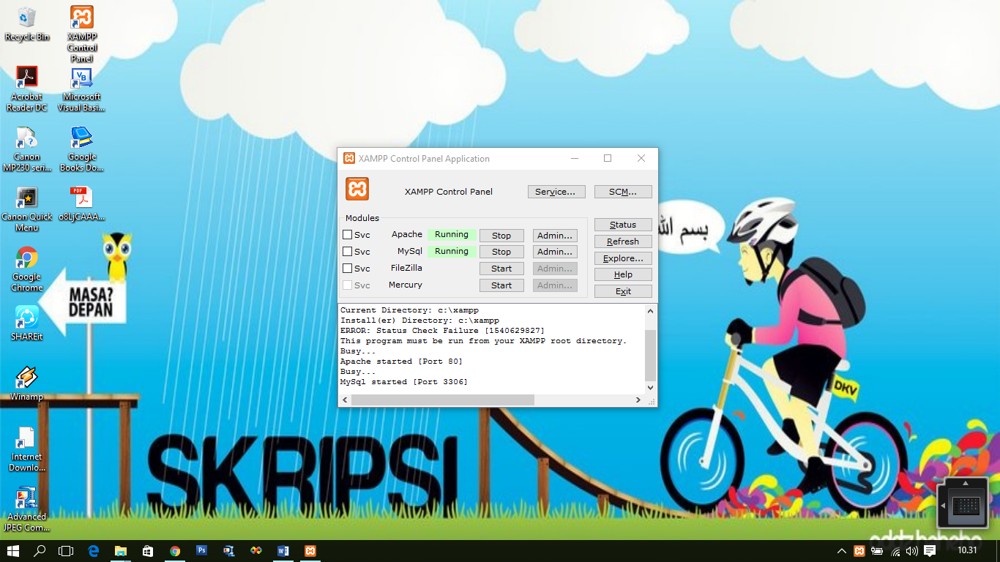 Recycle Bin
XAMPP
Control
Panel
Acrobat
Reader DC
Microsoft
Visual Basi...
Canon
MP230 seri...
Google
Books Do...
Canon Quick
Menu
PDF
o8LjCAAA...
Google
Chrome
SHAREit
Winamp
Internet
Downlo...
Advanced
JPEG Com...
MASA?
DEPAN
SKRIPSI
بسم الله
DKV
XAMPP Control Panel Application
XAMPP Control Panel
Service...
SCM...
Modules
Svc Apache Running Stop Admin...
Svc MySql Running Stop Admin...
Svc FileZilla Start Admin...
Svc Mercury Start Admin...
Status
Refresh
Explore...
Help
Exit
Current Directory: c:\xampp
Install(er) Directory: c:\xampp
ERROR: Status Check Failure [1540629827]
This program must be run from your XAMPP root directory.
Busy...
Apache started [Port 80]
Busy...
MySql started [Port 3306]
10.31